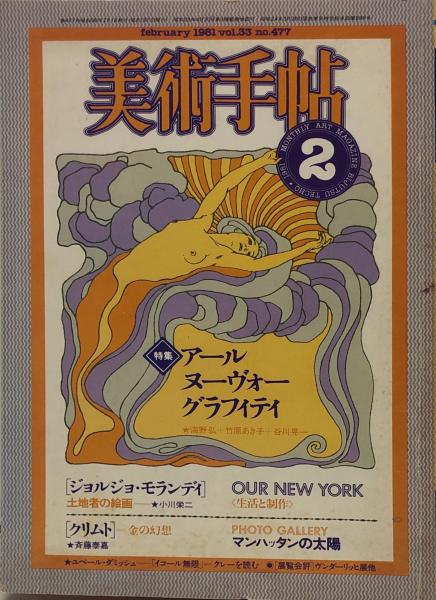 february 1981 vol.33 no.477
美術手帖
1981 MONTHLY ART MAGAZINE BIJUTSU TECHO
2
特集
アール
ヌーヴォー
グラフィティ
★海野弘+竹原あき子+谷川晃一
[ジョルジョ・モランディ]
土地者の絵画——★小川栄二
OUR NEW YORK
〈生活と制作〉
[クリムト]—金の幻想
★斉藤泰嘉
PHOTO GALLERY
マンハッタンの太陽
★ユベール・ダミッシュ——「イコール無限」—クレーを読む ●[展覧会評]ヴンダーリッヒ展他